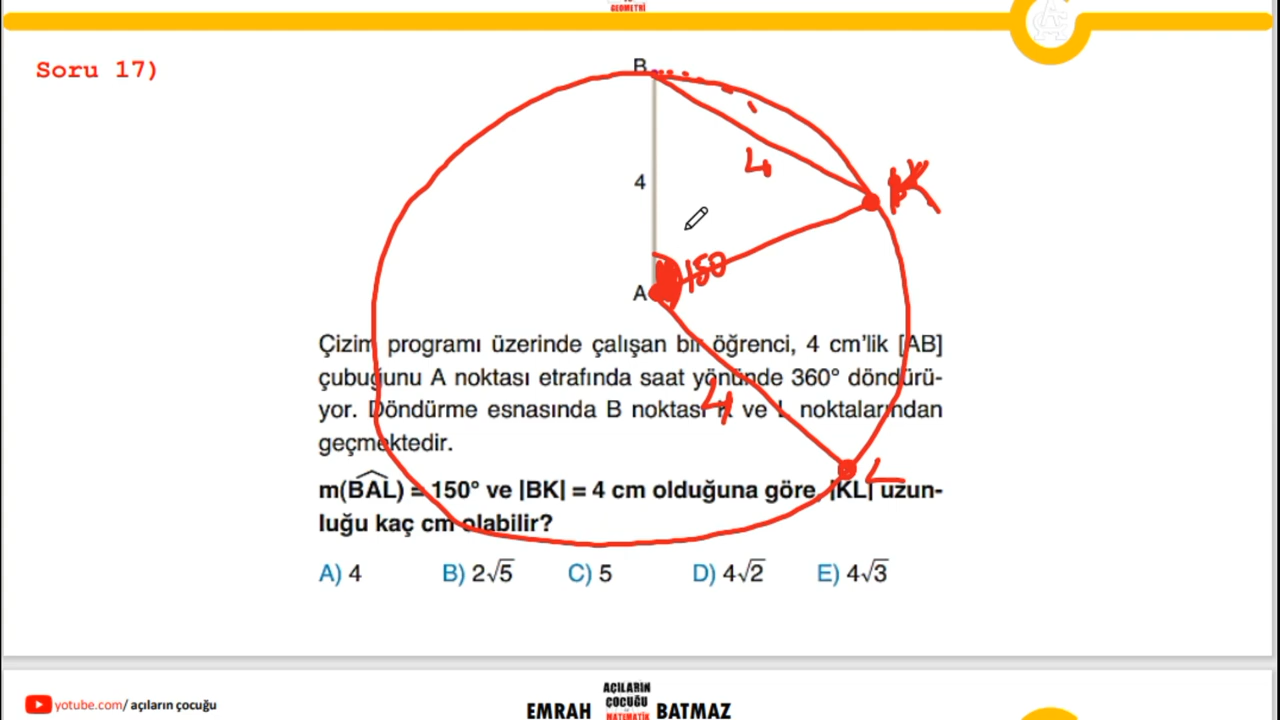 GEOMETRİ
Soru 17)
B
K
4
4
150
A
Çizim programı üzerinde çalışan bir öğrenci, 4 cm'lik [AB]
çubuğunu A noktası etrafında saat yönünde 360° döndürü-
yor. Döndürme esnasında B noktası K ve L noktalarından
geçmektedir.
4
L
m(BAL) = 150° ve |BK| = 4 cm olduğuna göre, |KL| uzun-
luğu kaç cm olabilir?
A) 4 B) 2√5 C) 5 D) 4√2 E) 4√3
yotube.com/ açıların çocuğu
EMRAH AÇILARIN ÇOCUĞU MATEMATİK BATMAZ